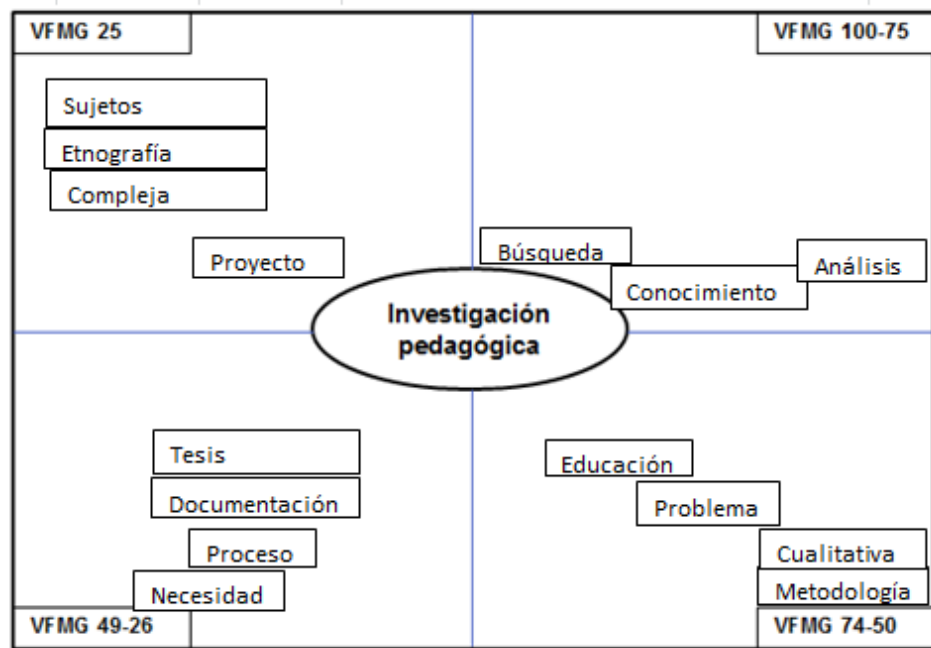 VFMG 25
VFMG 100-75
Sujetos
Etnografía
Compleja
Proyecto
Búsqueda
Conocimiento
Análisis
Investigación
pedagógica
Tesis
Documentación
Proceso
Necesidad
Educación
Problema
Cualitativa
Metodología
VFMG 49-26
VFMG 74-50